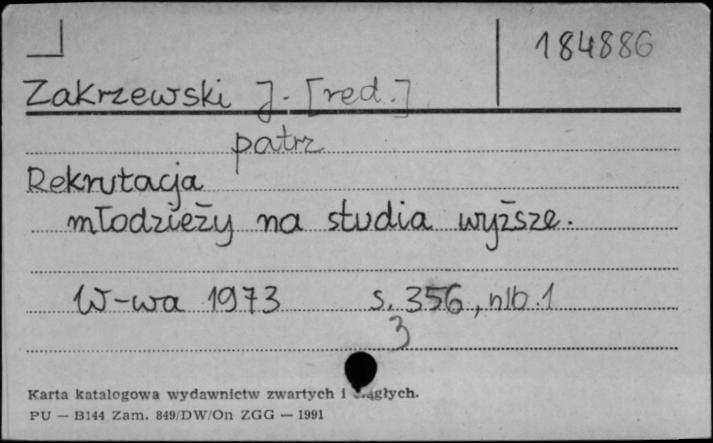 184886
Zakrzewski J. [red.]
patrz
Rekrutacja
młodzieży na studia wyższe.
W-wa 1973 s. 356, nlb. 1
3
Karta katalogowa wydawnictw zwartych i ciągłych.
PU — B144 Zam. 849/DW/On ZGG — 1991